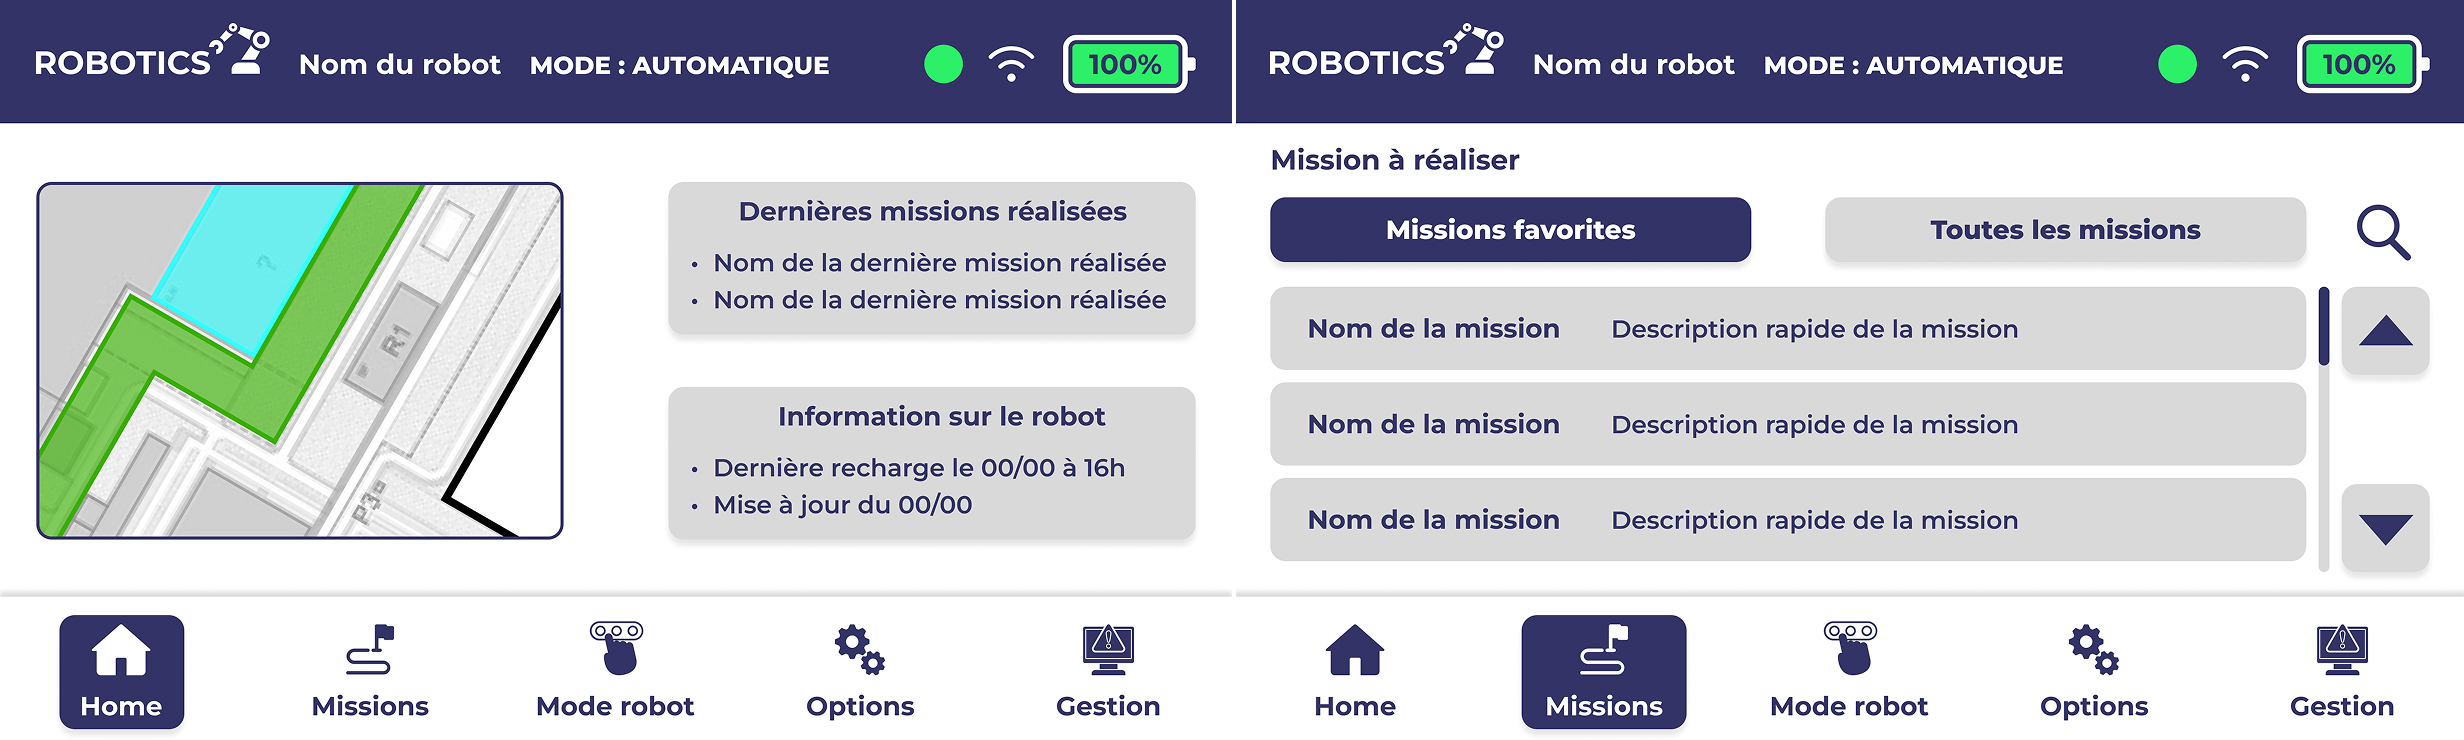 ROBOTICS Nom du robot MODE : AUTOMATIQUE 100%
R1
P3
Dernières missions réalisées
• Nom de la dernière mission réalisée
• Nom de la dernière mission réalisée
Information sur le robot
• Dernière recharge le 00/00 à 16h
• Mise à jour du 00/00
Home Missions Mode robot Options Gestion
ROBOTICS Nom du robot MODE : AUTOMATIQUE 100%
Mission à réaliser
Missions favorites Toutes les missions
Nom de la mission Description rapide de la mission
Nom de la mission Description rapide de la mission
Nom de la mission Description rapide de la mission
Home Missions Mode robot Options Gestion